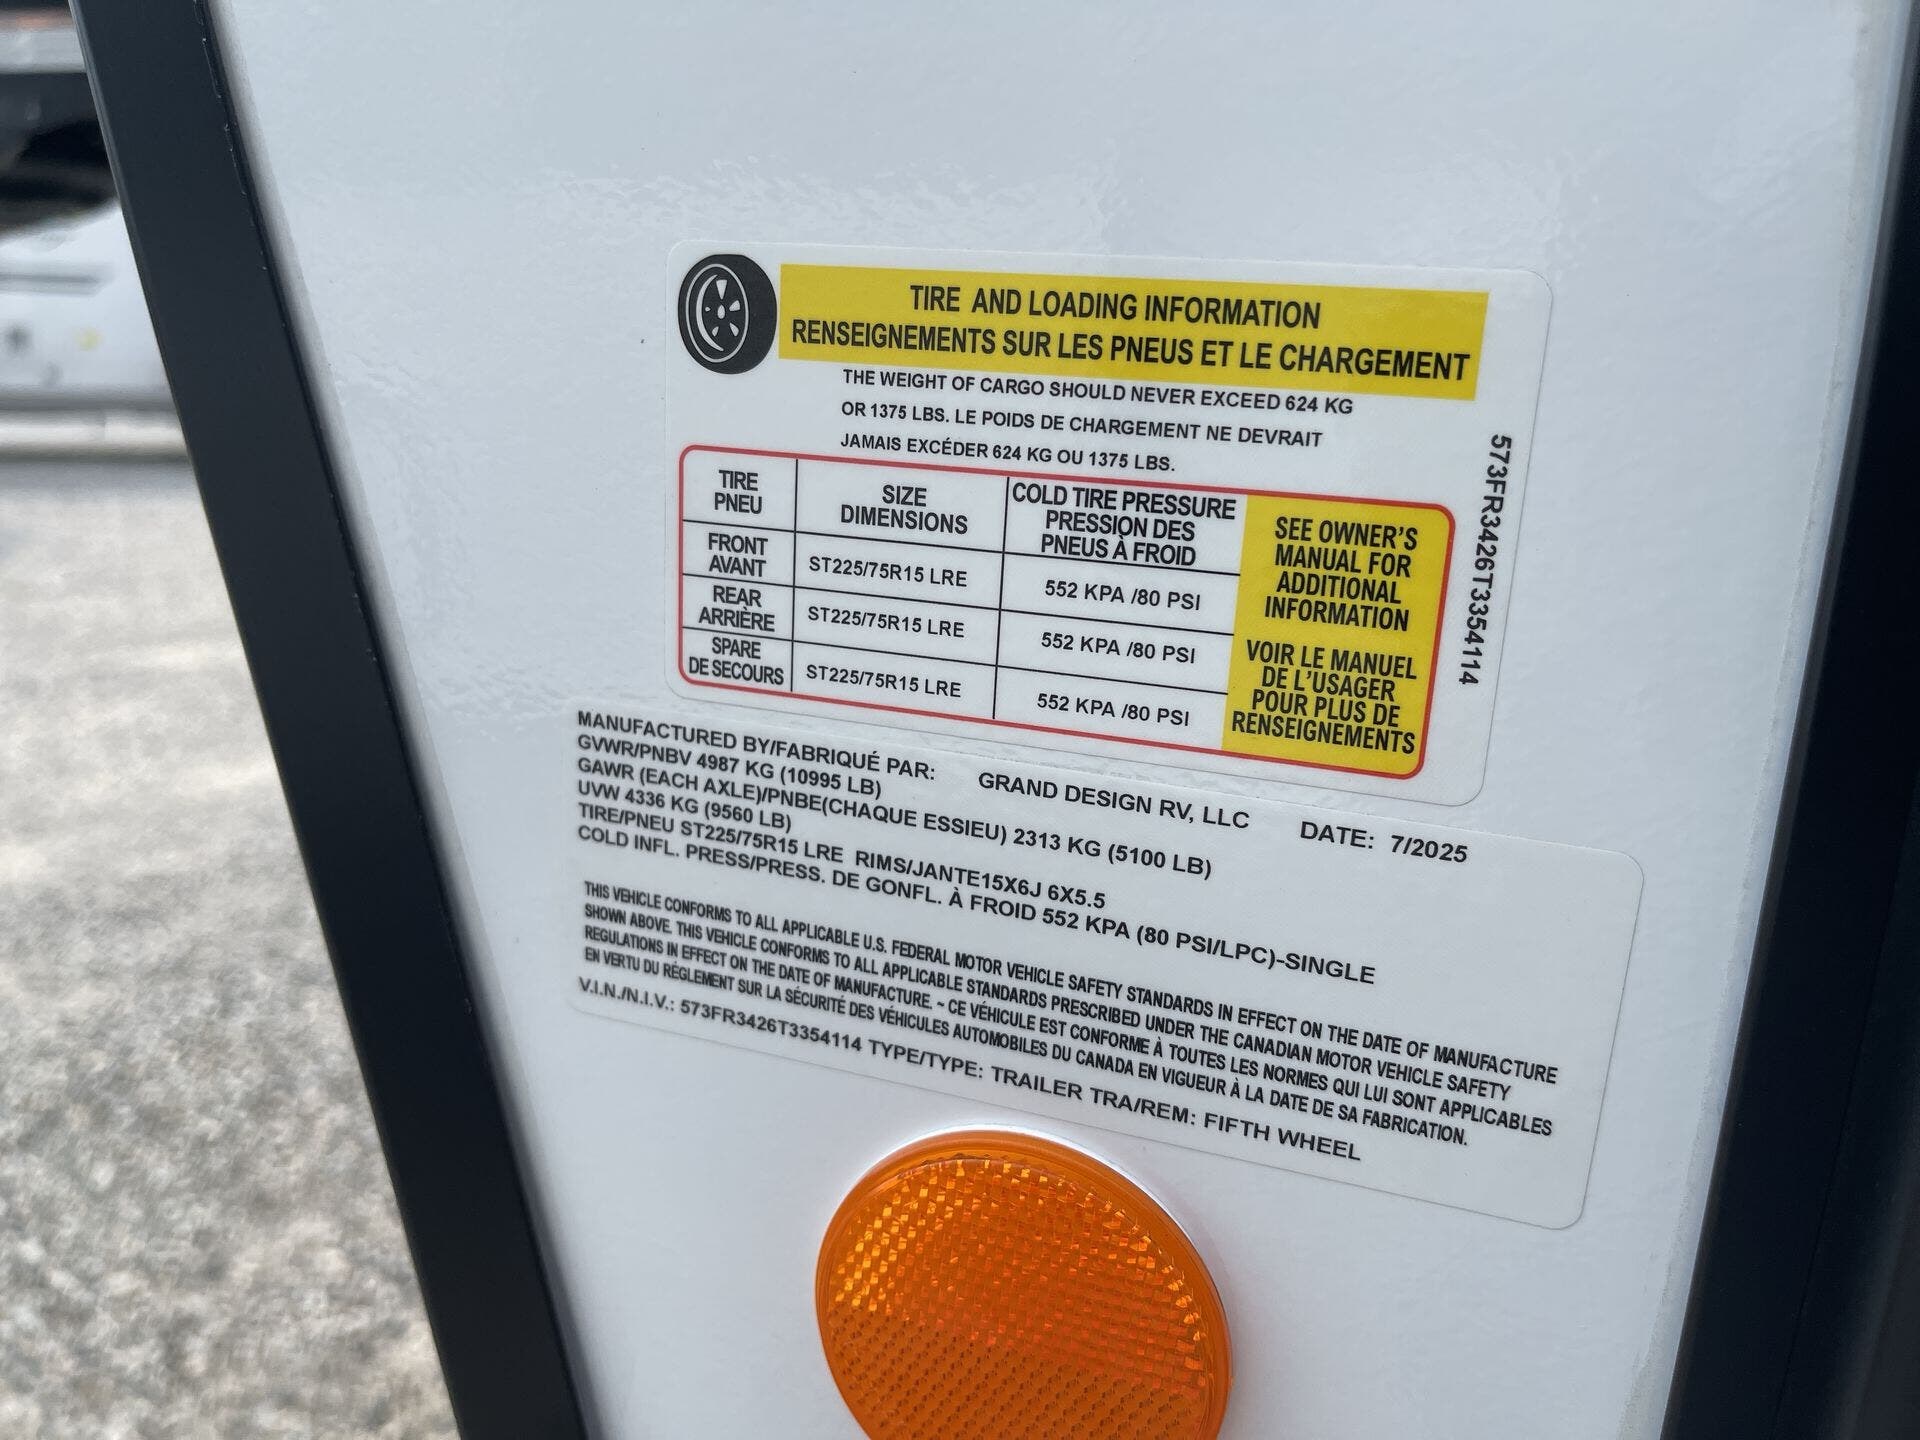 TIRE AND LOADING INFORMATION
RENSEIGNEMENTS SUR LES PNEUS ET LE CHARGEMENT
THE WEIGHT OF CARGO SHOULD NEVER EXCEED 624 KG
OR 1375 LBS. LE POIDS DE CHARGEMENT NE DEVRAIT
JAMAIS EXCÉDER 624 KG OU 1375 LBS.
TIRE
PNEU
SIZE
DIMENSIONS
COLD TIRE PRESSURE
PRESSION DES
PNEUS À FROID
FRONT
AVANT
ST225/75R15 LRE
552 KPA /80 PSI
REAR
ARRIÈRE
ST225/75R15 LRE
552 KPA /80 PSI
SPARE
DE SECOURS
ST225/75R15 LRE
552 KPA /80 PSI
SEE OWNER'S
MANUAL FOR
ADDITIONAL
INFORMATION
VOIR LE MANUEL
DE L'USAGER
POUR PLUS DE
RENSEIGNEMENTS
573FR3426T3354114
MANUFACTURED BY/FABRIQUÉ PAR: GRAND DESIGN RV, LLC DATE: 7/2025
GVWR/PNBV 4987 KG (10995 LB)
GAWR (EACH AXLE)/PNBE(CHAQUE ESSIEU) 2313 KG (5100 LB)
UVW 4336 KG (9560 LB)
TIRE/PNEU ST225/75R15 LRE RIMS/JANTE15X6J 6X5.5
COLD INFL. PRESS/PRESS. DE GONFL. À FROID 552 KPA (80 PSI/LPC)-SINGLE
THIS VEHICLE CONFORMS TO ALL APPLICABLE U.S. FEDERAL MOTOR VEHICLE SAFETY STANDARDS IN EFFECT ON THE DATE OF MANUFACTURE
SHOWN ABOVE. THIS VEHICLE CONFORMS TO ALL APPLICABLE STANDARDS PRESCRIBED UNDER THE CANADIAN MOTOR VEHICLE SAFETY
REGULATIONS IN EFFECT ON THE DATE OF MANUFACTURE. ~ CE VÉHICULE EST CONFORME À TOUTES LES NORMES QUI LUI SONT APPLICABLES
EN VERTU DU RÈGLEMENT SUR LA SÉCURITÉ DES VÉHICULES AUTOMOBILES DU CANADA EN VIGUEUR À LA DATE DE SA FABRICATION.
V.I.N./N.I.V.: 573FR3426T3354114 TYPE/TYPE: TRAILER TRA/REM: FIFTH WHEEL